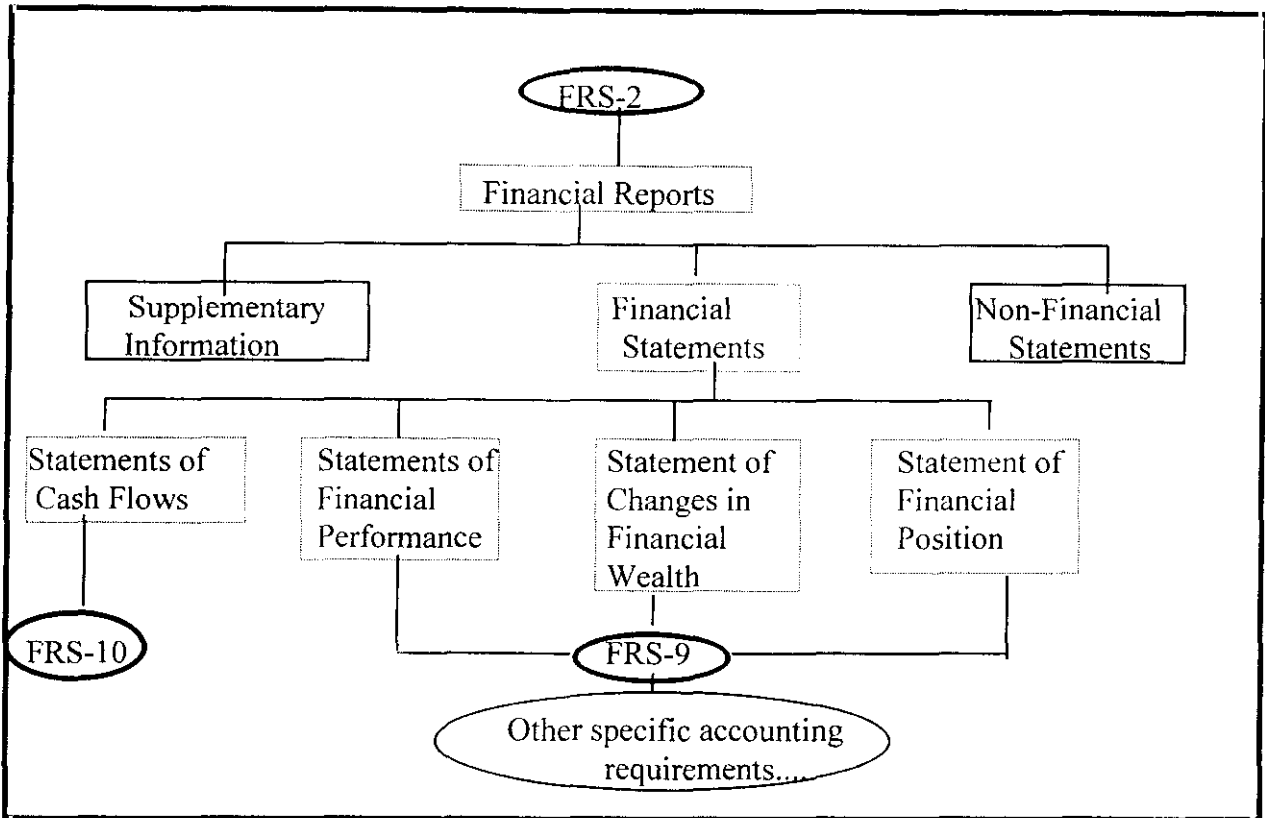 FRS-2
Financial Reports
Supplementary
Information
Financial
Statements
Non-Financial
Statements
Statements of
Cash Flows
Statements of
Financial
Performance
Statement of
Changes in
Financial
Wealth
Statement of
Financial
Position
FRS-10
FRS-9
Other specific accounting
requirements....